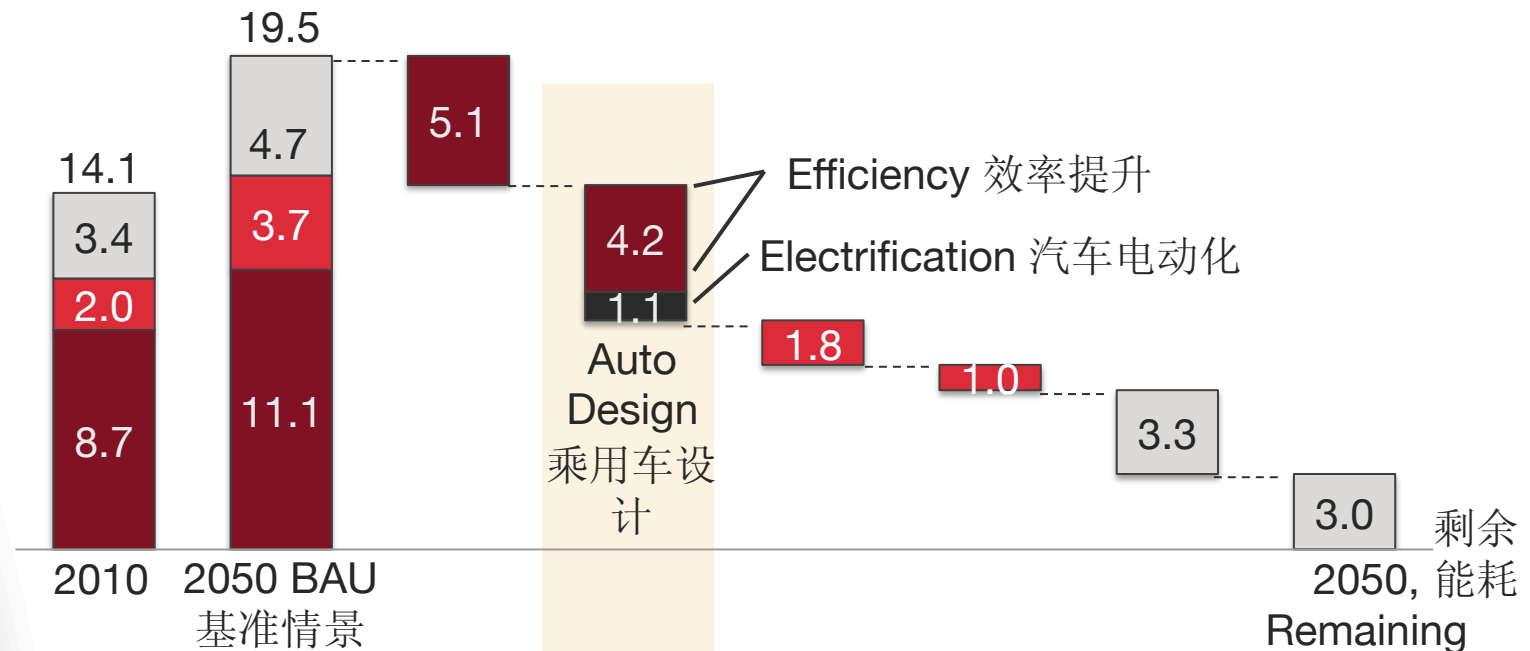 19.5
14.1
3.4
2.0
8.7
4.7
3.7
11.1
5.1
4.2
1.1
Efficiency 效率提升
Electrification 汽车电动化
Auto
Design
乘用车设
计
1.8
1.0
3.3
3.0
剩余
能耗
2010
2050 BAU
基准情景
2050,
Remaining